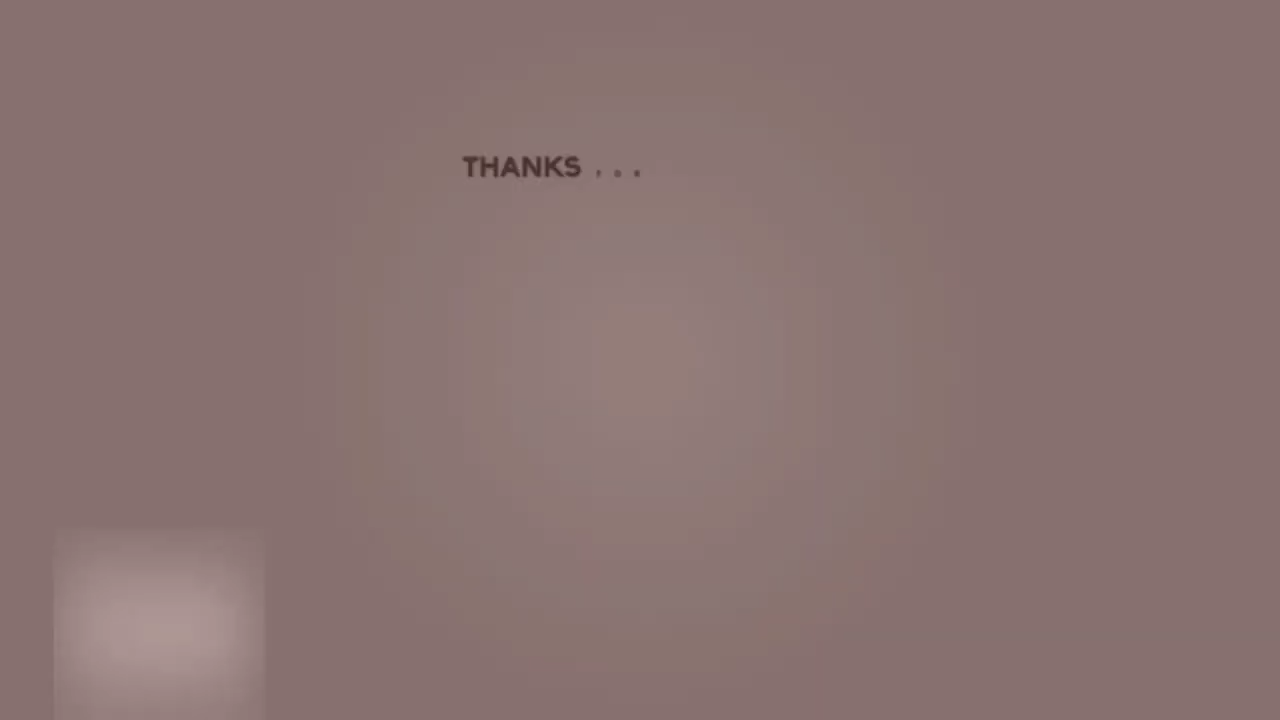 THANKS . . .